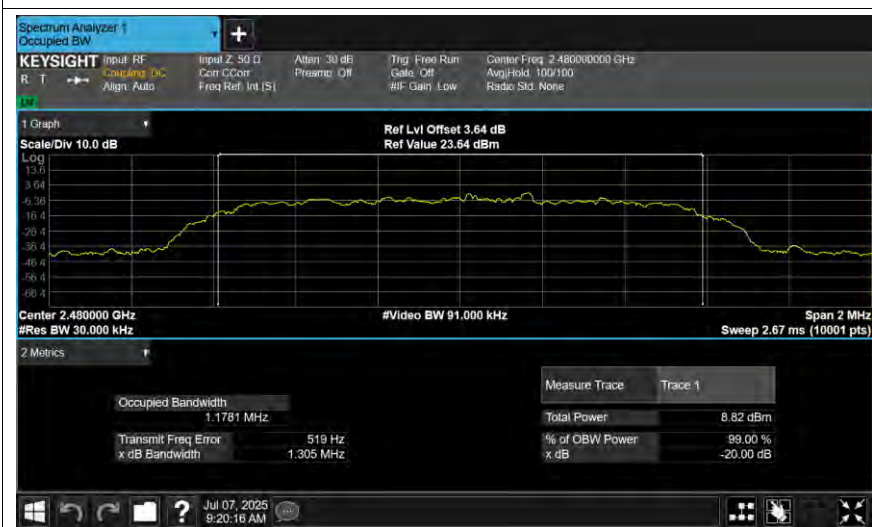 Spectrum Analyzer 1
Occupied BW
+
KEYSIGHT Input: RF Input Z: 50 Ω Atten: 30 dB Trig: Free Run Center Freq: 2.480000000 GHz
R T Coupling: DC Corr CCorr Preamp: Off Gate: Off Avg|Hold: 100/100
Align: Auto Freq Ref: Int (S) #IF Gain: Low Radio Std: None
1 Graph
Ref Lvl Offset 3.64 dB
Scale/Div 10.0 dB Ref Value 23.64 dBm
Log
13.6
3.64
-6.36
-16.4
-26.4
-36.4
-46.4
-56.4
-66.4
Center 2.480000 GHz #Video BW 91.000 kHz Span 2 MHz
#Res BW 30.000 kHz Sweep 2.67 ms (10001 pts)
2 Metrics
Measure Trace Trace 1
Occupied Bandwidth
1.1781 MHz
Total Power 8.82 dBm
Transmit Freq Error 519 Hz % of OBW Power 99.00 %
x dB Bandwidth 1.305 MHz x dB -20.00 dB
? Jul 07, 2025
9:20:16 AM